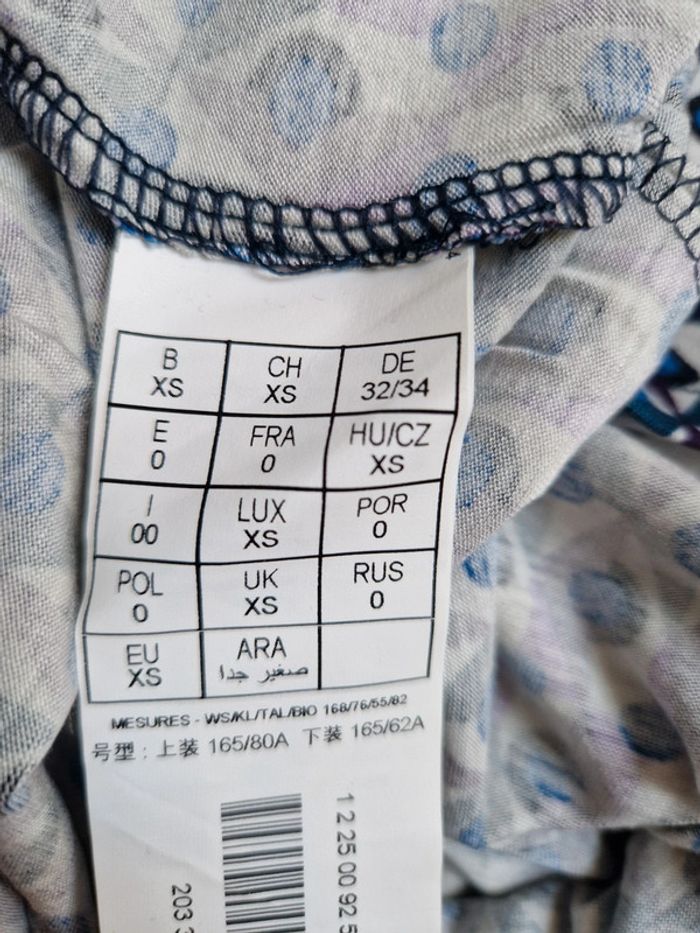 B CH DE
XS XS 32/34
E FRA HU/CZ
0 0 XS
I LUX POR
00 XS 0
POL UK RUS
0 XS 0
EU ARA
XS صغير جدا
MESURES - WS/KL/TAL/BIO 168/76/55/82
号型：上装 165/80A 下装 165/62A
1 2 25 00 92 5
203 3